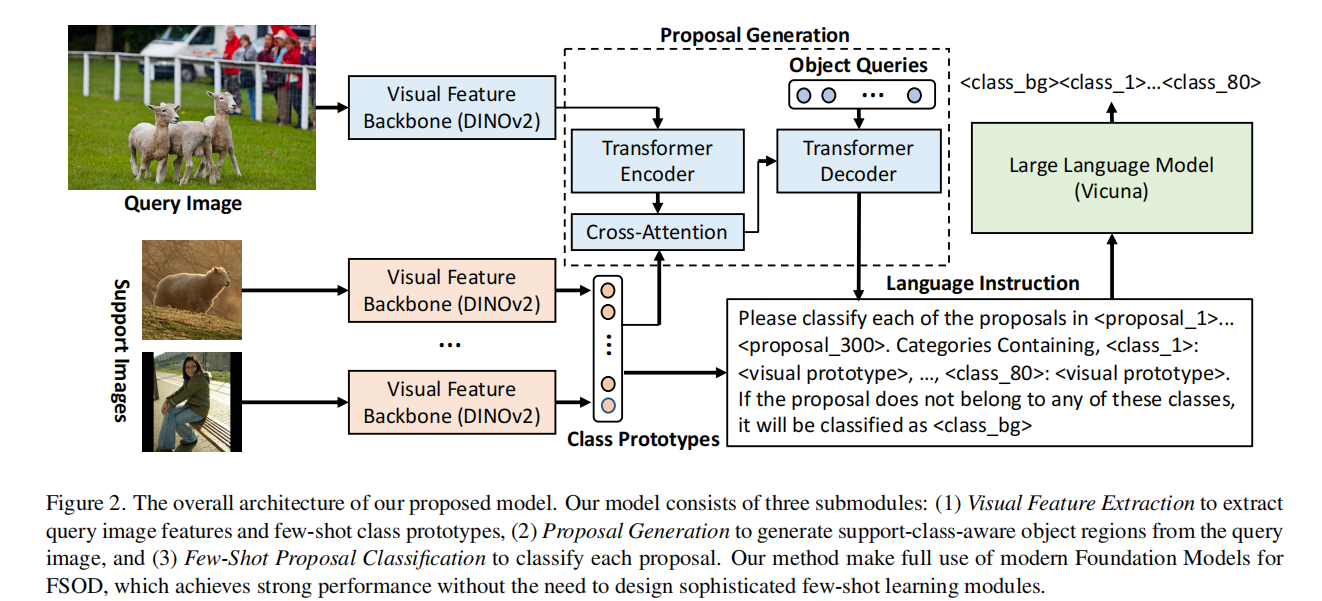 Proposal Generation
Object Queries
...
Visual Feature
Backbone (DINOv2)
Transformer
Encoder
Transformer
Decoder
Cross-Attention
<class_bg><class_1>...<class_80>
Large Language Model
(Vicuna)
Query Image
Support Images
Visual Feature
Backbone (DINOv2)
...
Visual Feature
Backbone (DINOv2)
Class Prototypes
Language Instruction
Please classify each of the proposals in <proposal_1>...
<proposal_300>. Categories Containing, <class_1>:
<visual prototype>, ..., <class_80>: <visual prototype>.
If the proposal does not belong to any of these classes,
it will be classified as <class_bg>
Figure 2. The overall architecture of our proposed model. Our model consists of three submodules: (1) Visual Feature Extraction to extract
query image features and few-shot class prototypes, (2) Proposal Generation to generate support-class-aware object regions from the query
image, and (3) Few-Shot Proposal Classification to classify each proposal. Our method make full use of modern Foundation Models for
FSOD, which achieves strong performance without the need to design sophisticated few-shot learning modules.